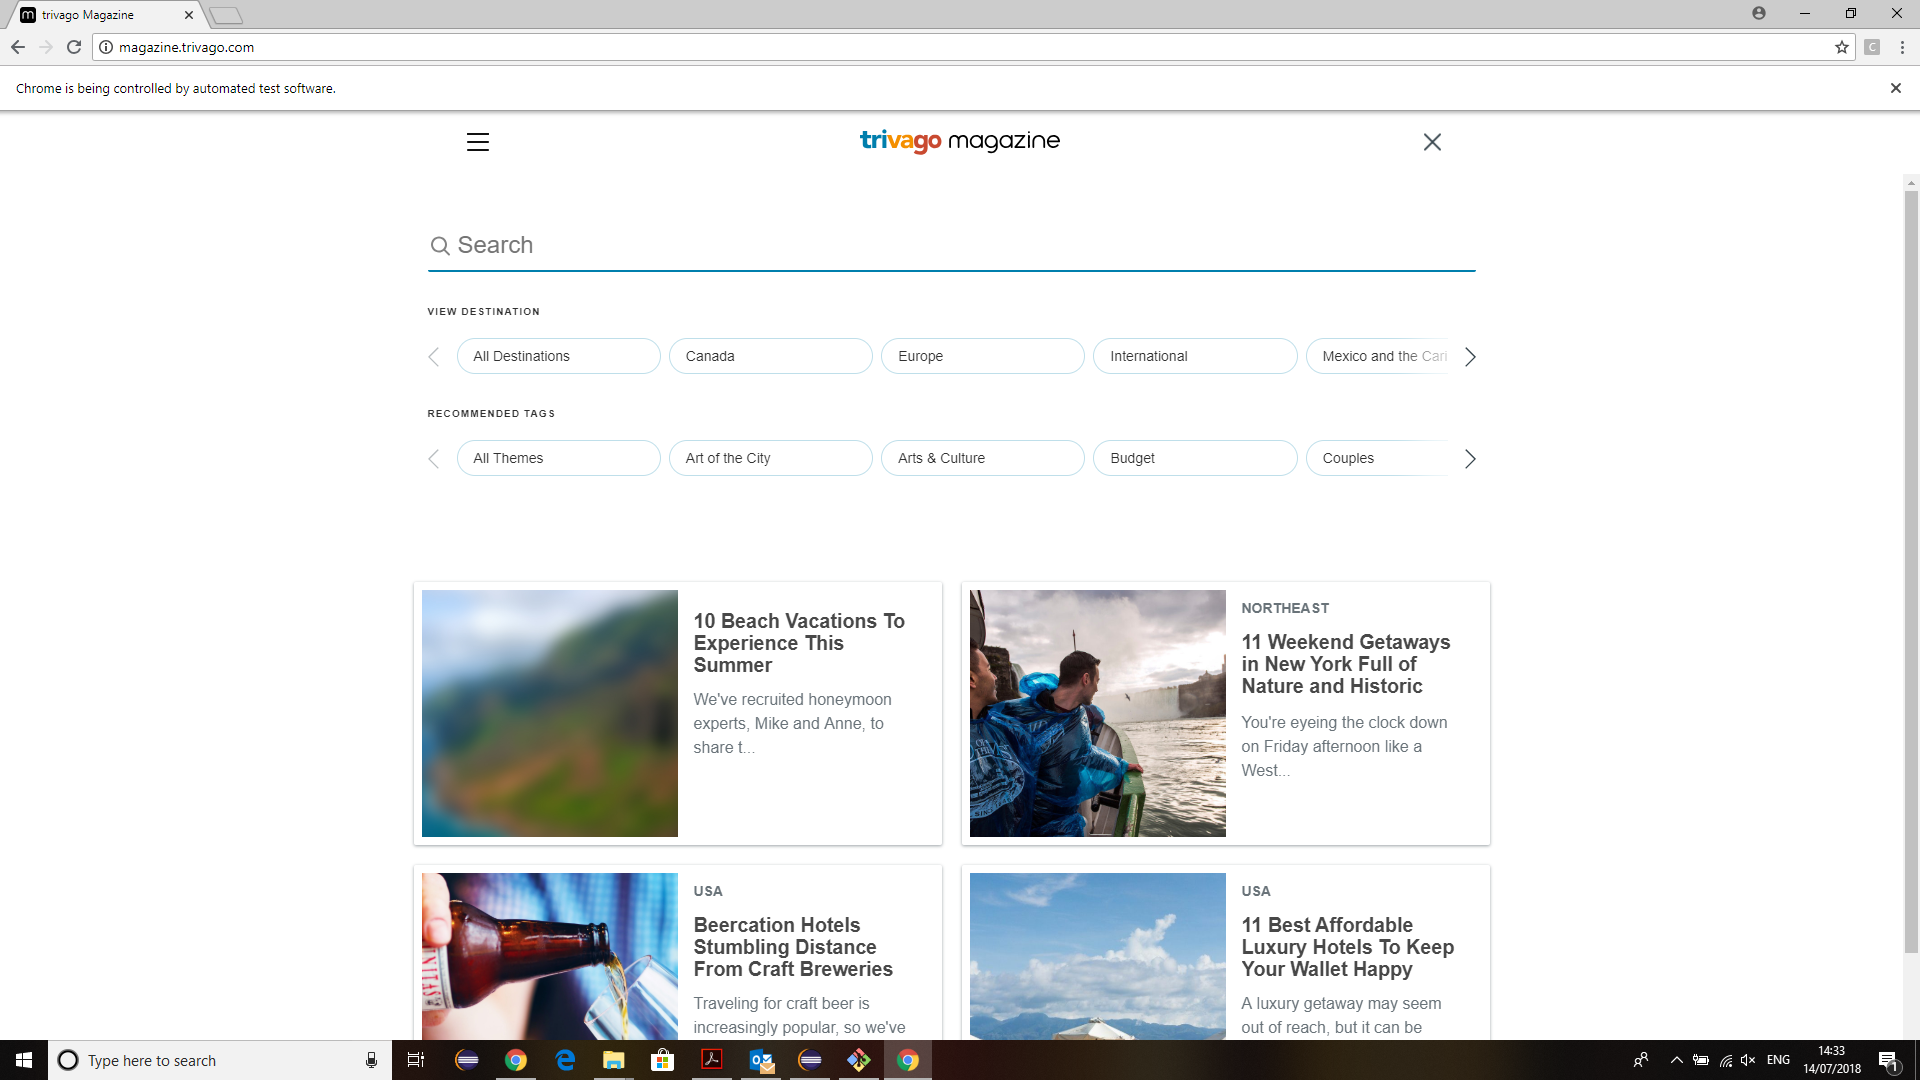 trivago Magazine
magazine.trivago.com
C
Chrome is being controlled by automated test software.
trivago magazine
Search
VIEW DESTINATION
All Destinations
Canada
Europe
International
Mexico and the Cari
RECOMMENDED TAGS
All Themes
Art of the City
Arts & Culture
Budget
Couples
10 Beach Vacations To
Experience This
Summer
We've recruited honeymoon
experts, Mike and Anne, to
share t...
NORTHEAST
11 Weekend Getaways
in New York Full of
Nature and Historic
You're eyeing the clock down
on Friday afternoon like a
West...
USA
Beercation Hotels
Stumbling Distance
From Craft Breweries
Traveling for craft beer is
increasingly popular, so we've
USA
11 Best Affordable
Luxury Hotels To Keep
Your Wallet Happy
A luxury getaway may seem
out of reach, but it can be
Type here to search
ENG
14:33
14/07/2018
1